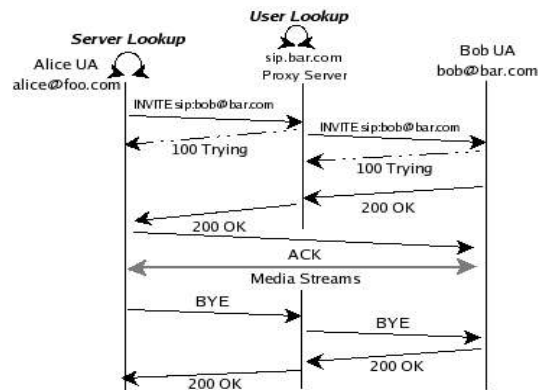 User Lookup
Server Lookup
sip.bar.com
Proxy Server
Alice UA
alice@foo.com
Bob UA
bob@bar.com
INVITE sip:bob@bar.com
INVITE sip:bob@bar.com
100 Trying
100 Trying
200 OK
200 OK
ACK
Media Streams
BYE
BYE
200 OK
200 OK